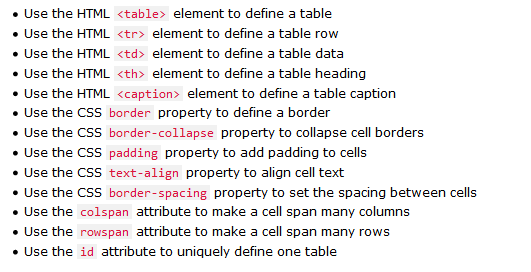 • Use the HTML <table> element to define a table
• Use the HTML <tr> element to define a table row
• Use the HTML <td> element to define a table data
• Use the HTML <th> element to define a table heading
• Use the HTML <caption> element to define a table caption
• Use the CSS border property to define a border
• Use the CSS border-collapse property to collapse cell borders
• Use the CSS padding property to add padding to cells
• Use the CSS text-align property to align cell text
• Use the CSS border-spacing property to set the spacing between cells
• Use the colspan attribute to make a cell span many columns
• Use the rowspan attribute to make a cell span many rows
• Use the id attribute to uniquely define one table